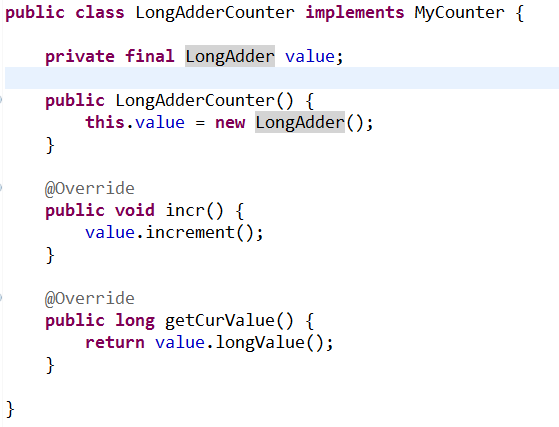 public class LongAdderCounter implements MyCounter {
private final LongAdder value;
public LongAdderCounter() {
this.value = new LongAdder();
}
@Override
public void incr() {
value.increment();
}
@Override
public long getCurValue() {
return value.longValue();
}
}